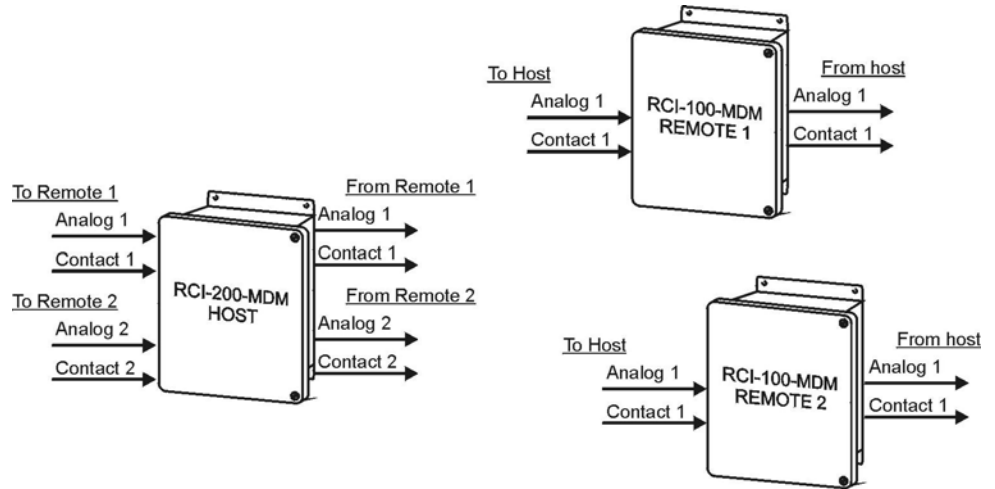 To Host
Analog 1
Contact 1
RCI-100-MDM
REMOTE 1
From host
Analog 1
Contact 1
To Remote 1
Analog 1
Contact 1
To Remote 2
Analog 2
Contact 2
RCI-200-MDM
HOST
From Remote 1
Analog 1
Contact 1
From Remote 2
Analog 2
Contact 2
To Host
Analog 1
Contact 1
RCI-100-MDM
REMOTE 2
From host
Analog 1
Contact 1